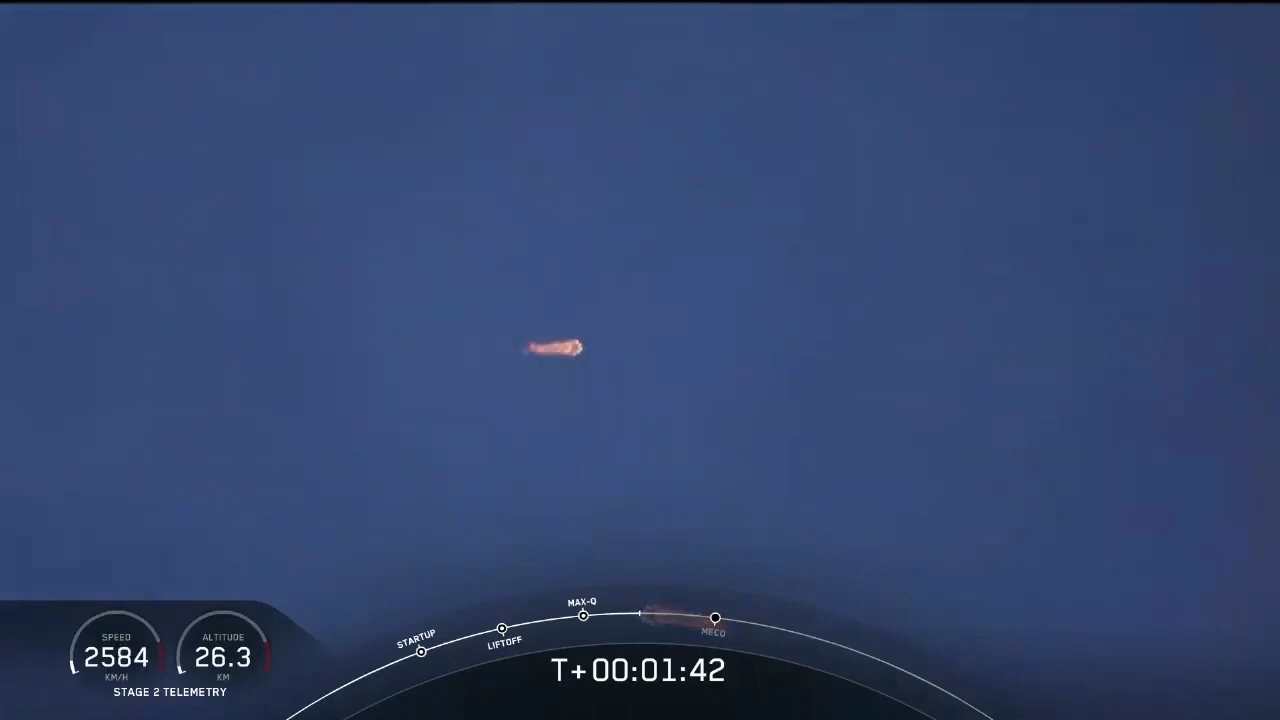 STARTUP
LIFTOFF
MAX-Q
MECO
SPEED
2584
KM/H
ALTITUDE
26.3
KM
STAGE 2 TELEMETRY
T+00:01:42